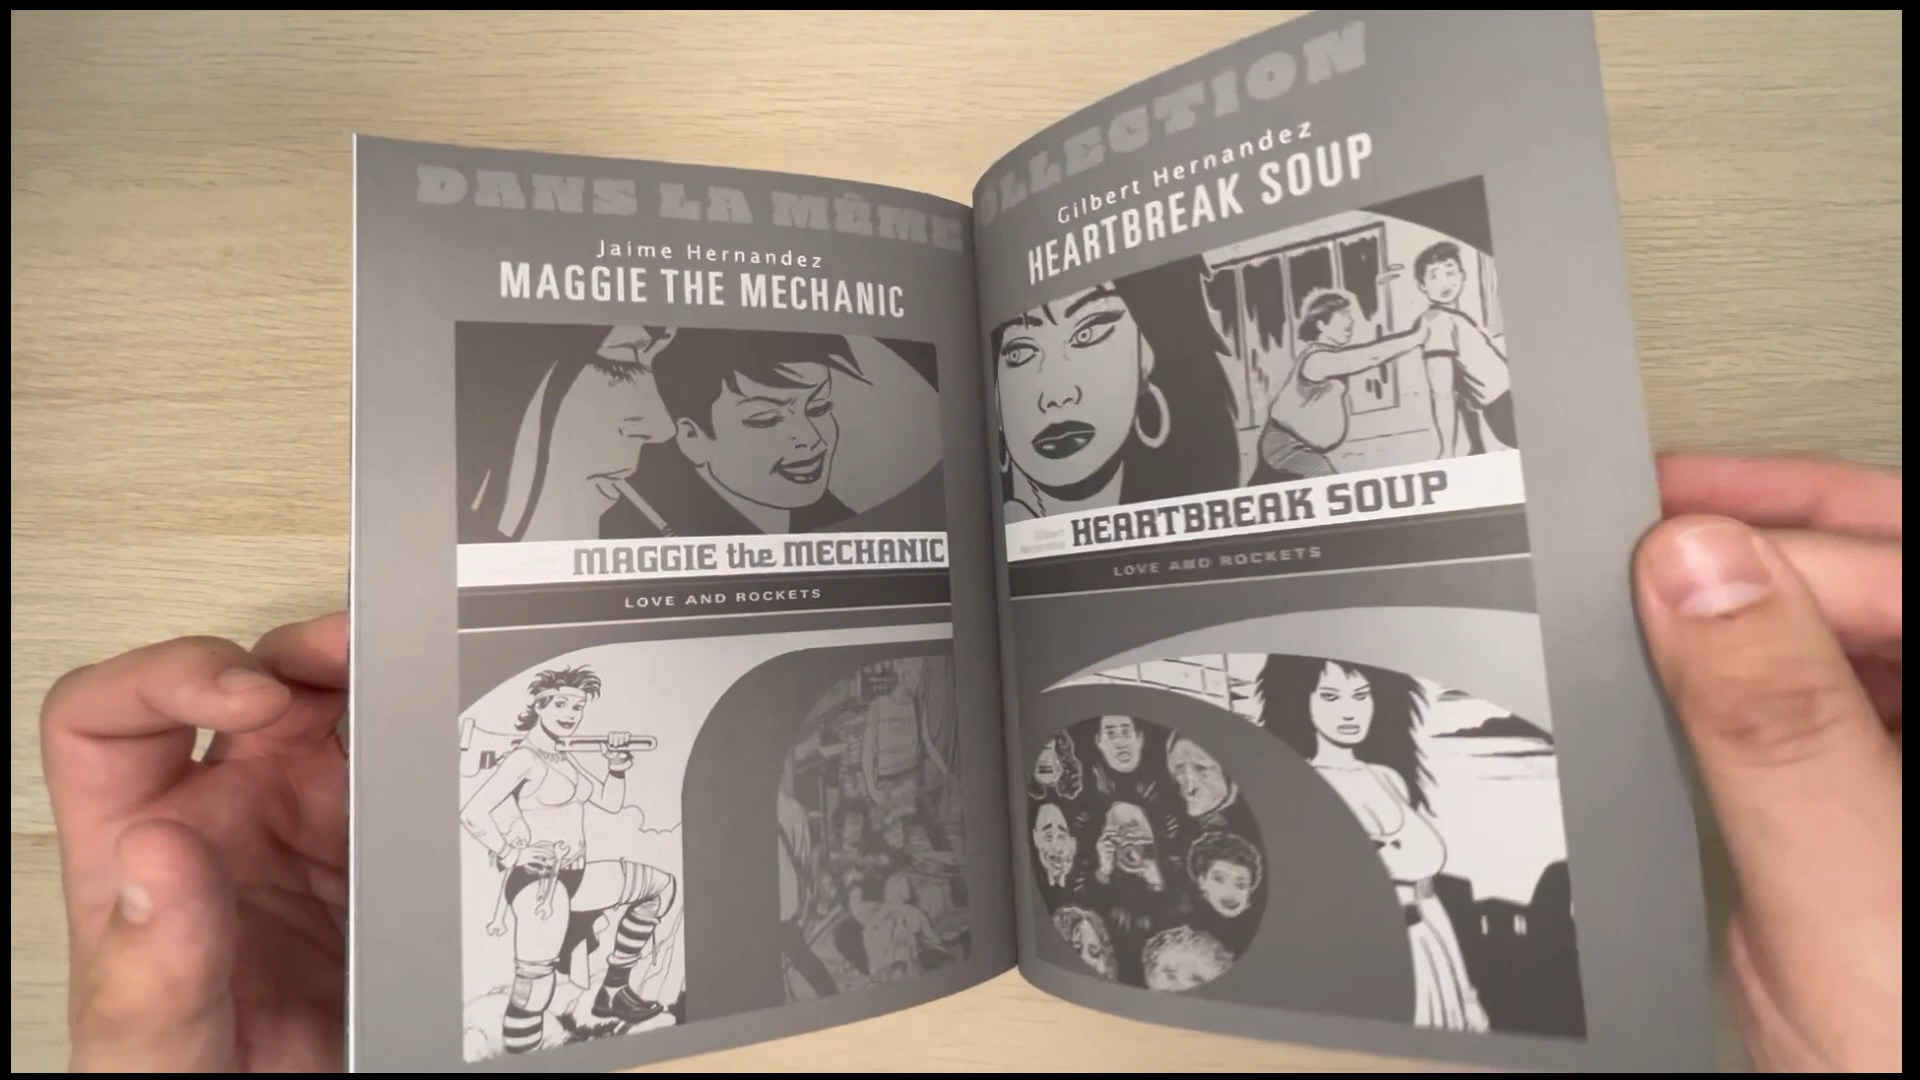 DANS LA MÊME
Jaime Hernandez
MAGGIE THE MECHANIC
MAGGIE the MECHANIC
LOVE AND ROCKETS
OLLECTION
Gilbert Hernandez
HEARTBREAK SOUP
HEARTBREAK SOUP
LOVE AND ROCKETS